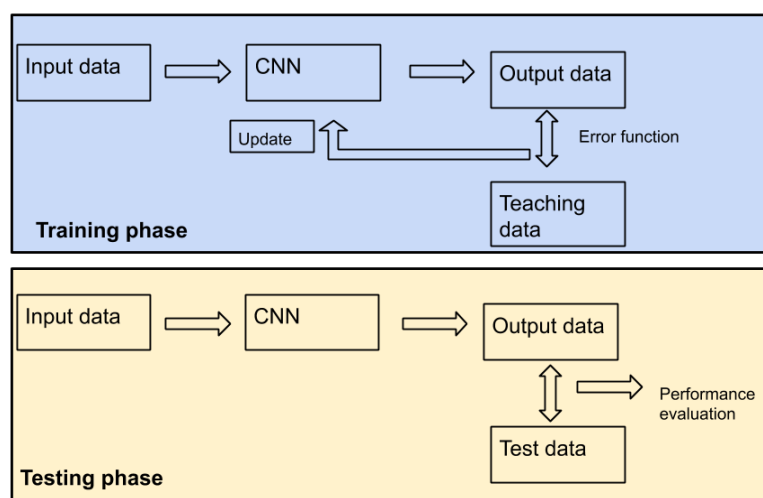 Input data
CNN
Output data
Update
Error function
Teaching
data
Training phase
Input data
CNN
Output data
Performance
evaluation
Test data
Testing phase